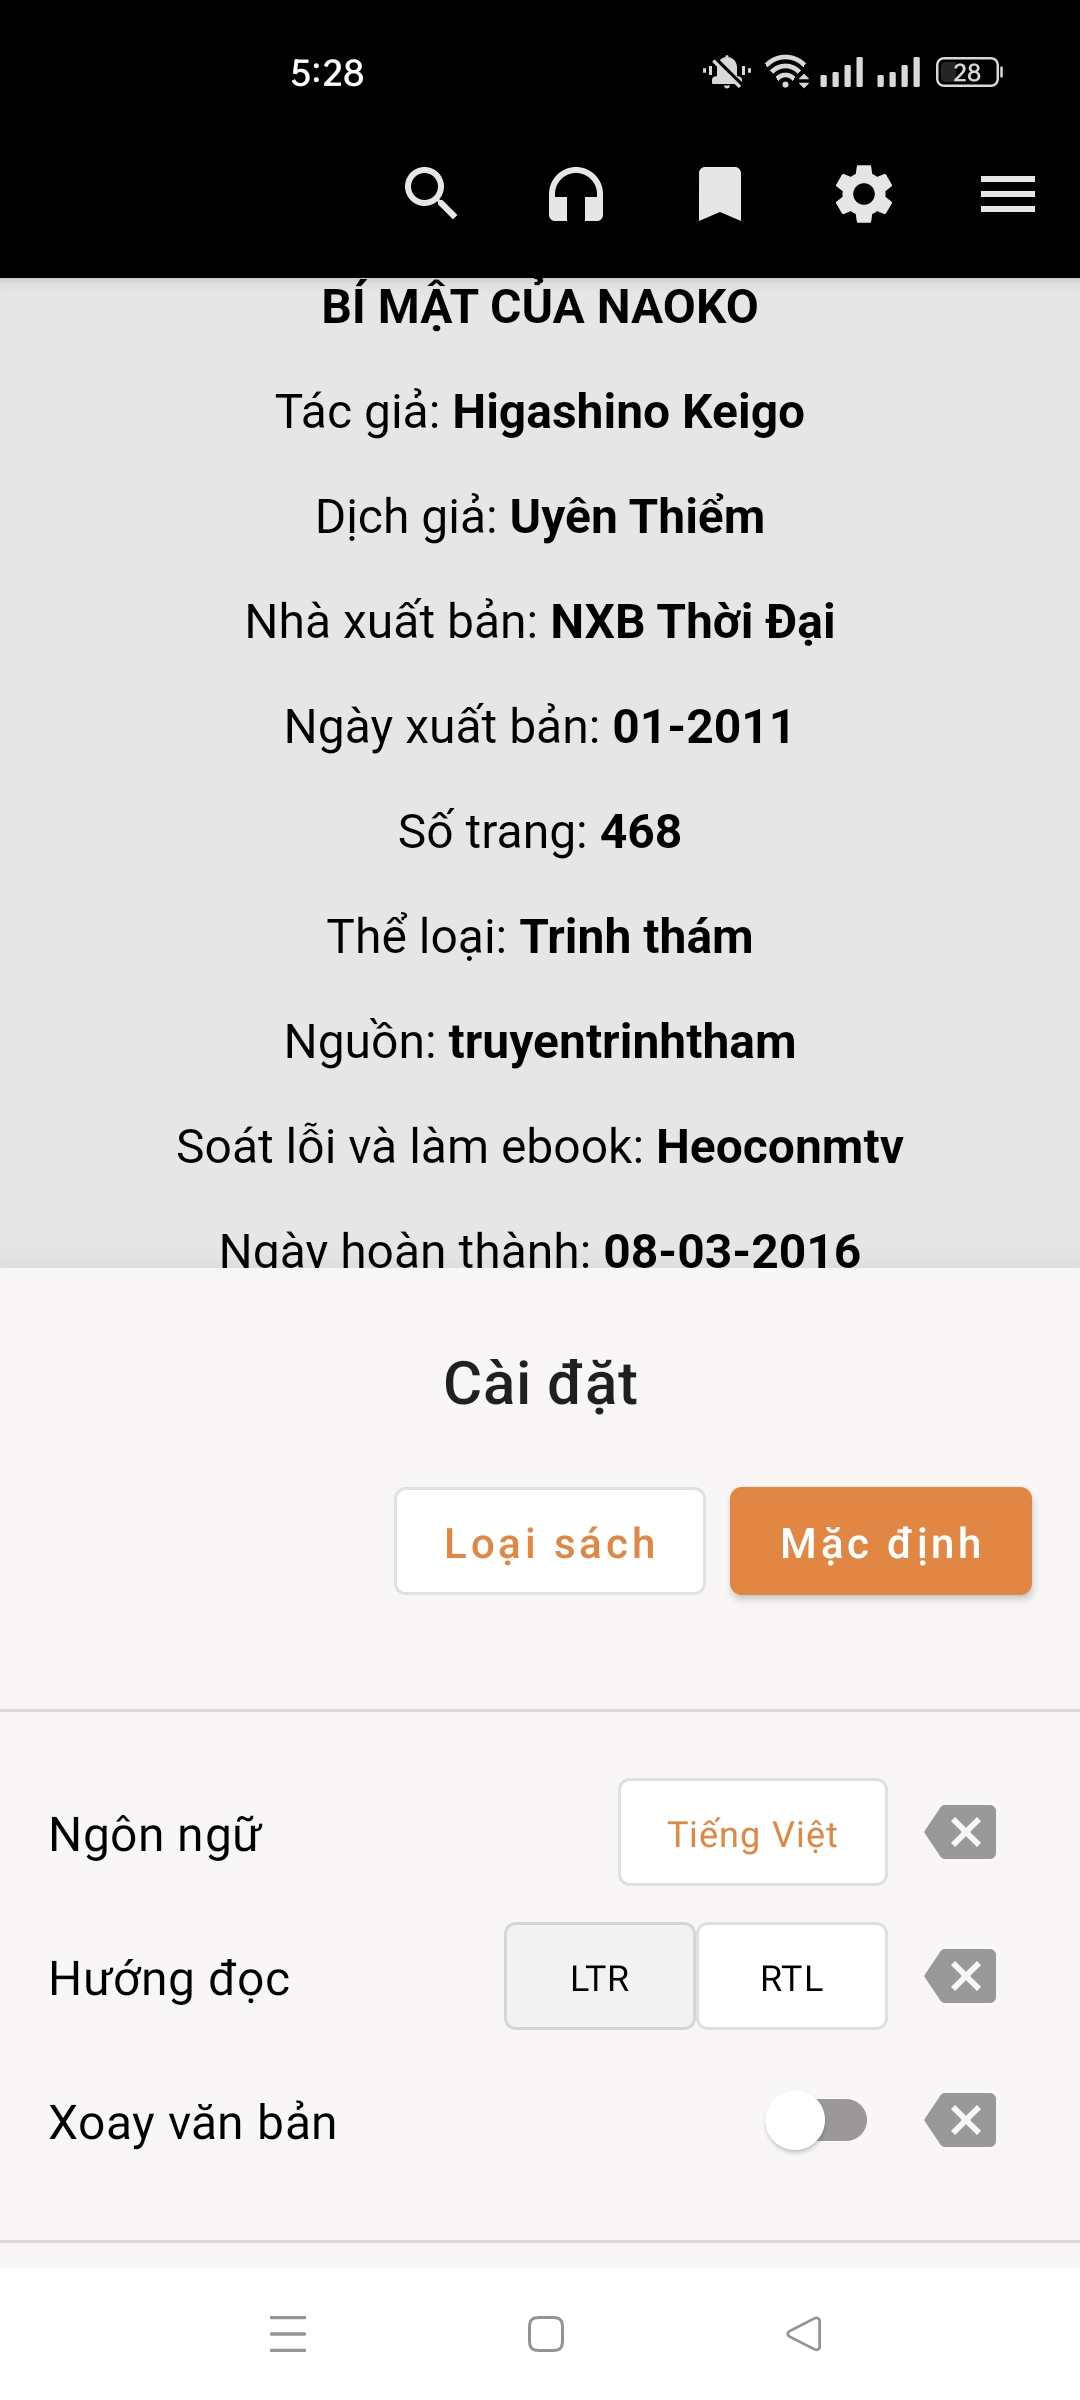 5:28
28
BÍ MẬT CỦA NAOKO
Tác giả: Higashino Keigo
Dịch giả: Uyên Thiểm
Nhà xuất bản: NXB Thời Đại
Ngày xuất bản: 01-2011
Số trang: 468
Thể loại: Trinh thám
Nguồn: truyentrinhtham
Soát lỗi và làm ebook: Heoconmtv
Ngày hoàn thành: 08-03-2016
Cài đặt
Loại sách Mặc định
Ngôn ngữ Tiếng Việt
Hướng đọc LTR RTL
Xoay văn bản